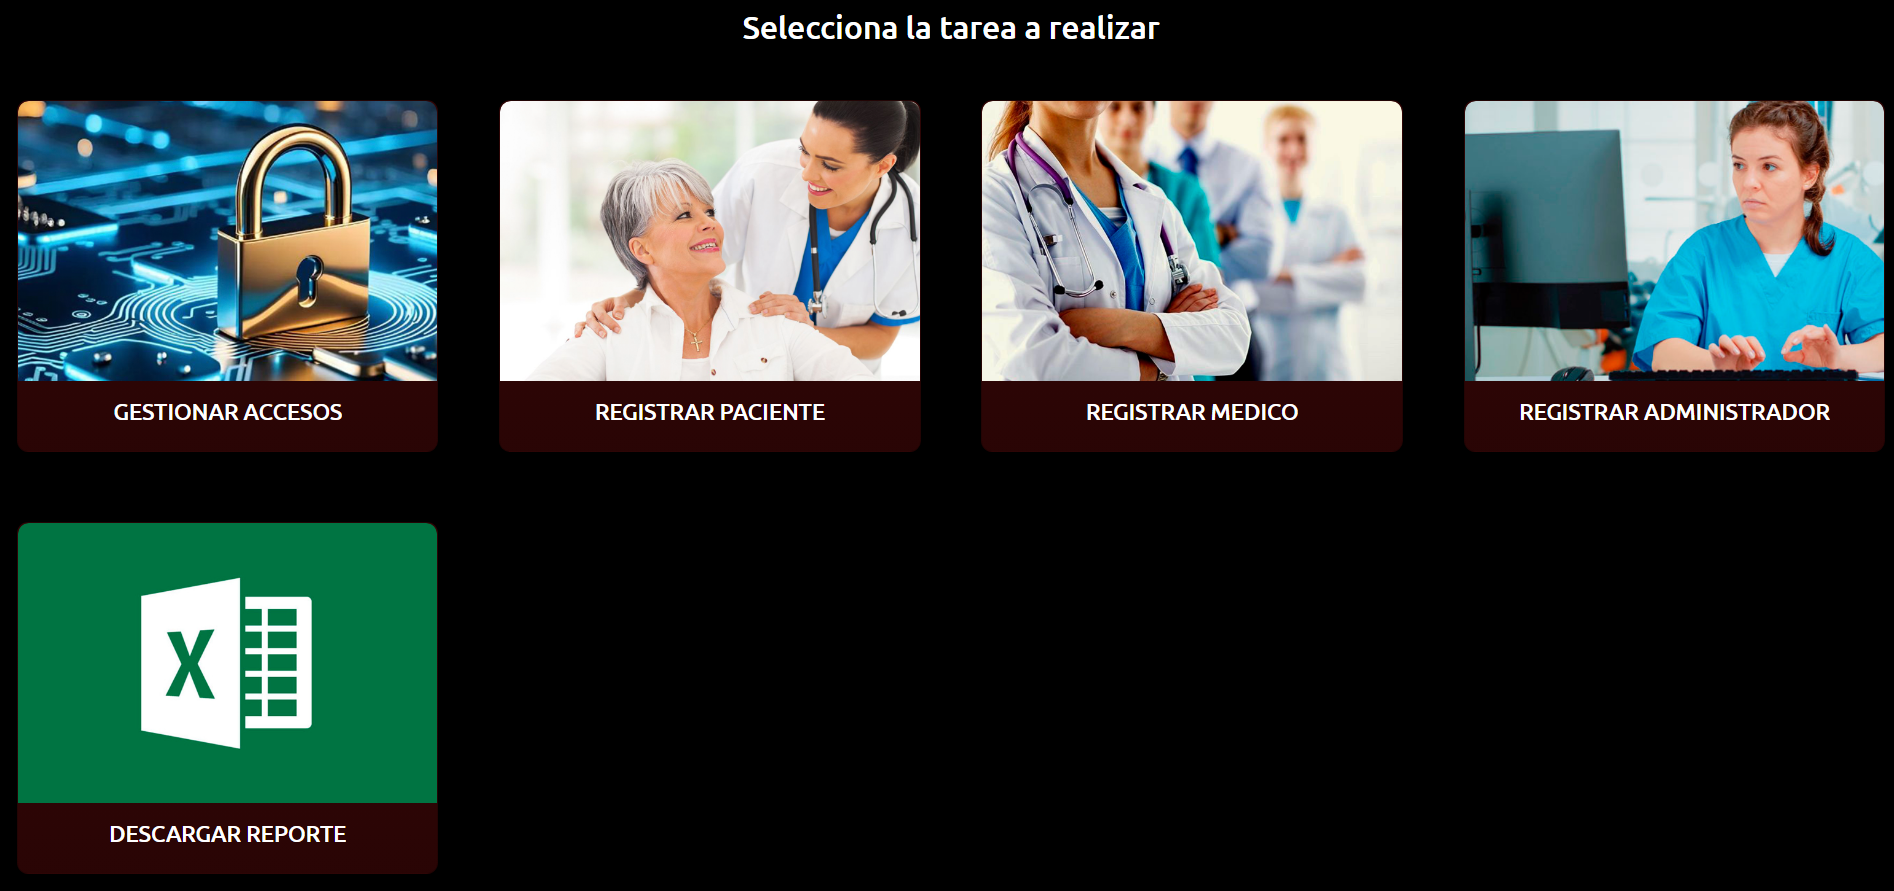 Selecciona la tarea a realizar
GESTIONAR ACCESOS
REGISTRAR PACIENTE
REGISTRAR MEDICO
REGISTRAR ADMINISTRADOR
X
DESCARGAR REPORTE